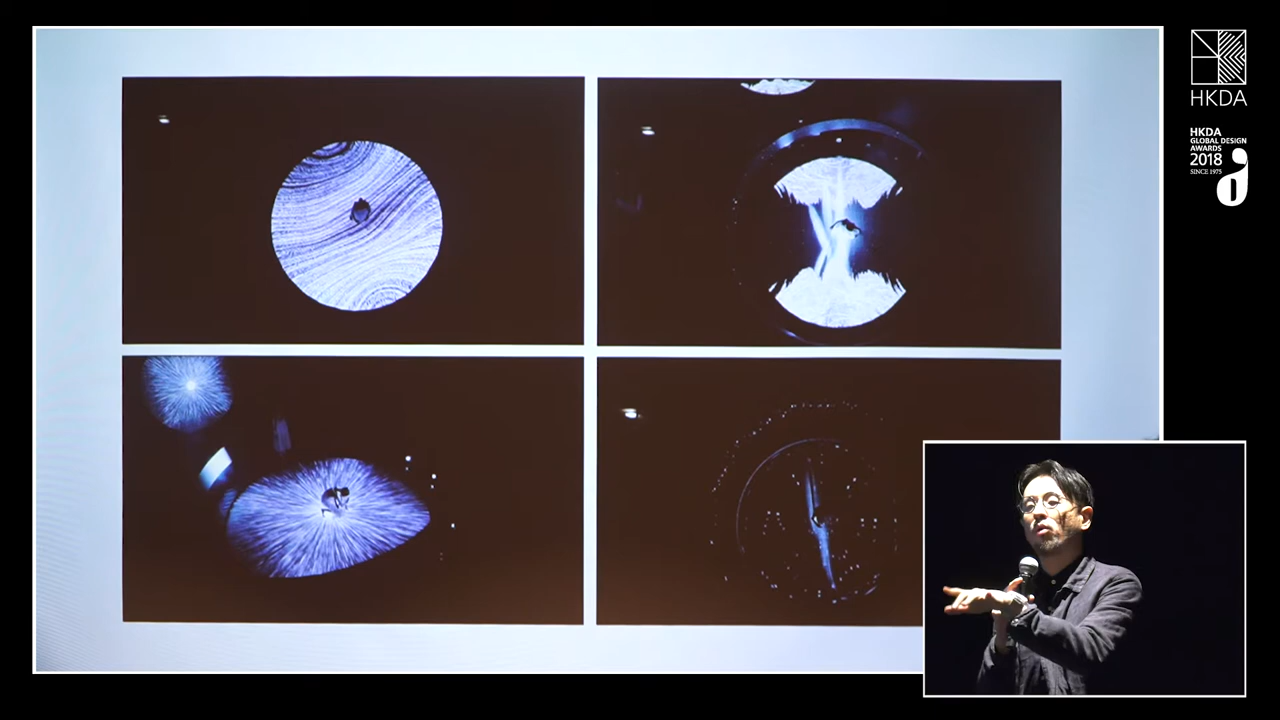 HKDA
HKDA
GLOBAL DESIGN
AWARDS
2018
SINCE 1975